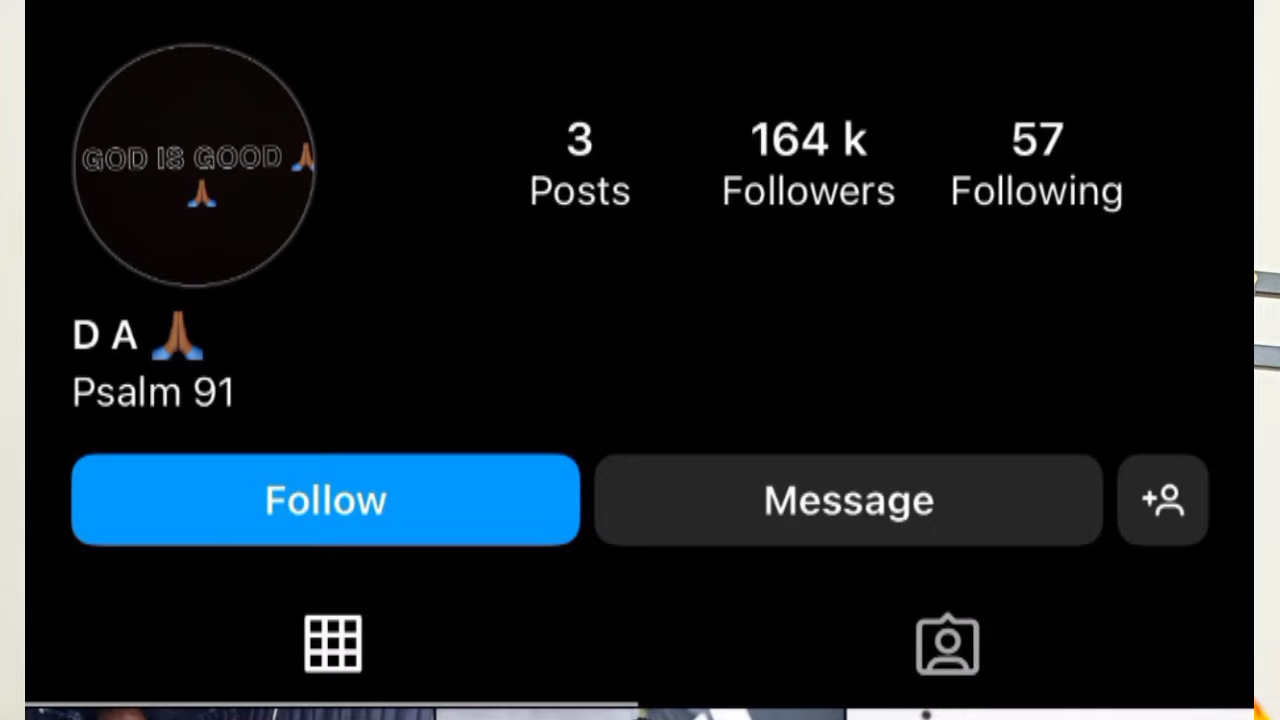 GOD IS GOOD 🙏🏾
🙏🏾
3
Posts
164 k
Followers
57
Following
D A 🙏🏾
Psalm 91
Follow
Message